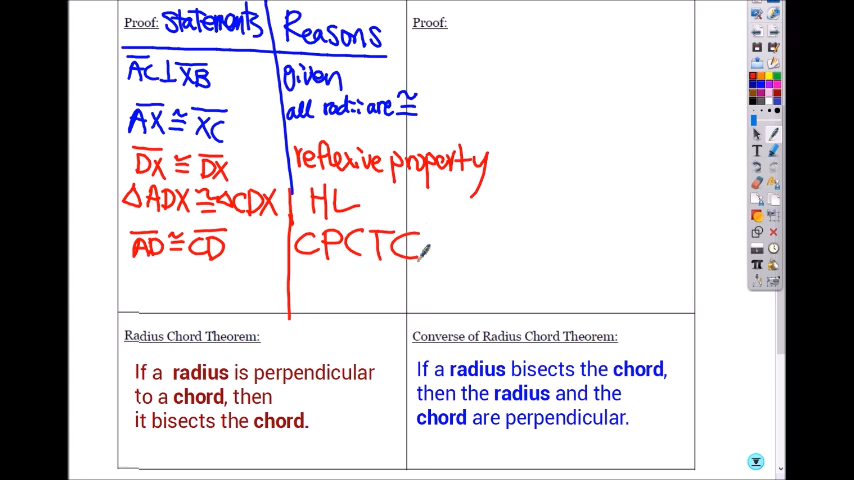 Proof: Statements Reasons
AC⊥XB given
AX≅XC all radii are ≅
DX≅DX reflexive property
ΔADX≅ΔCDX HL
AD≅CD CPCTC
Radius Chord Theorem:
If a radius is perpendicular
to a chord, then
it bisects the chord.
Proof:
Converse of Radius Chord Theorem:
If a radius bisects the chord,
then the radius and the
chord are perpendicular.